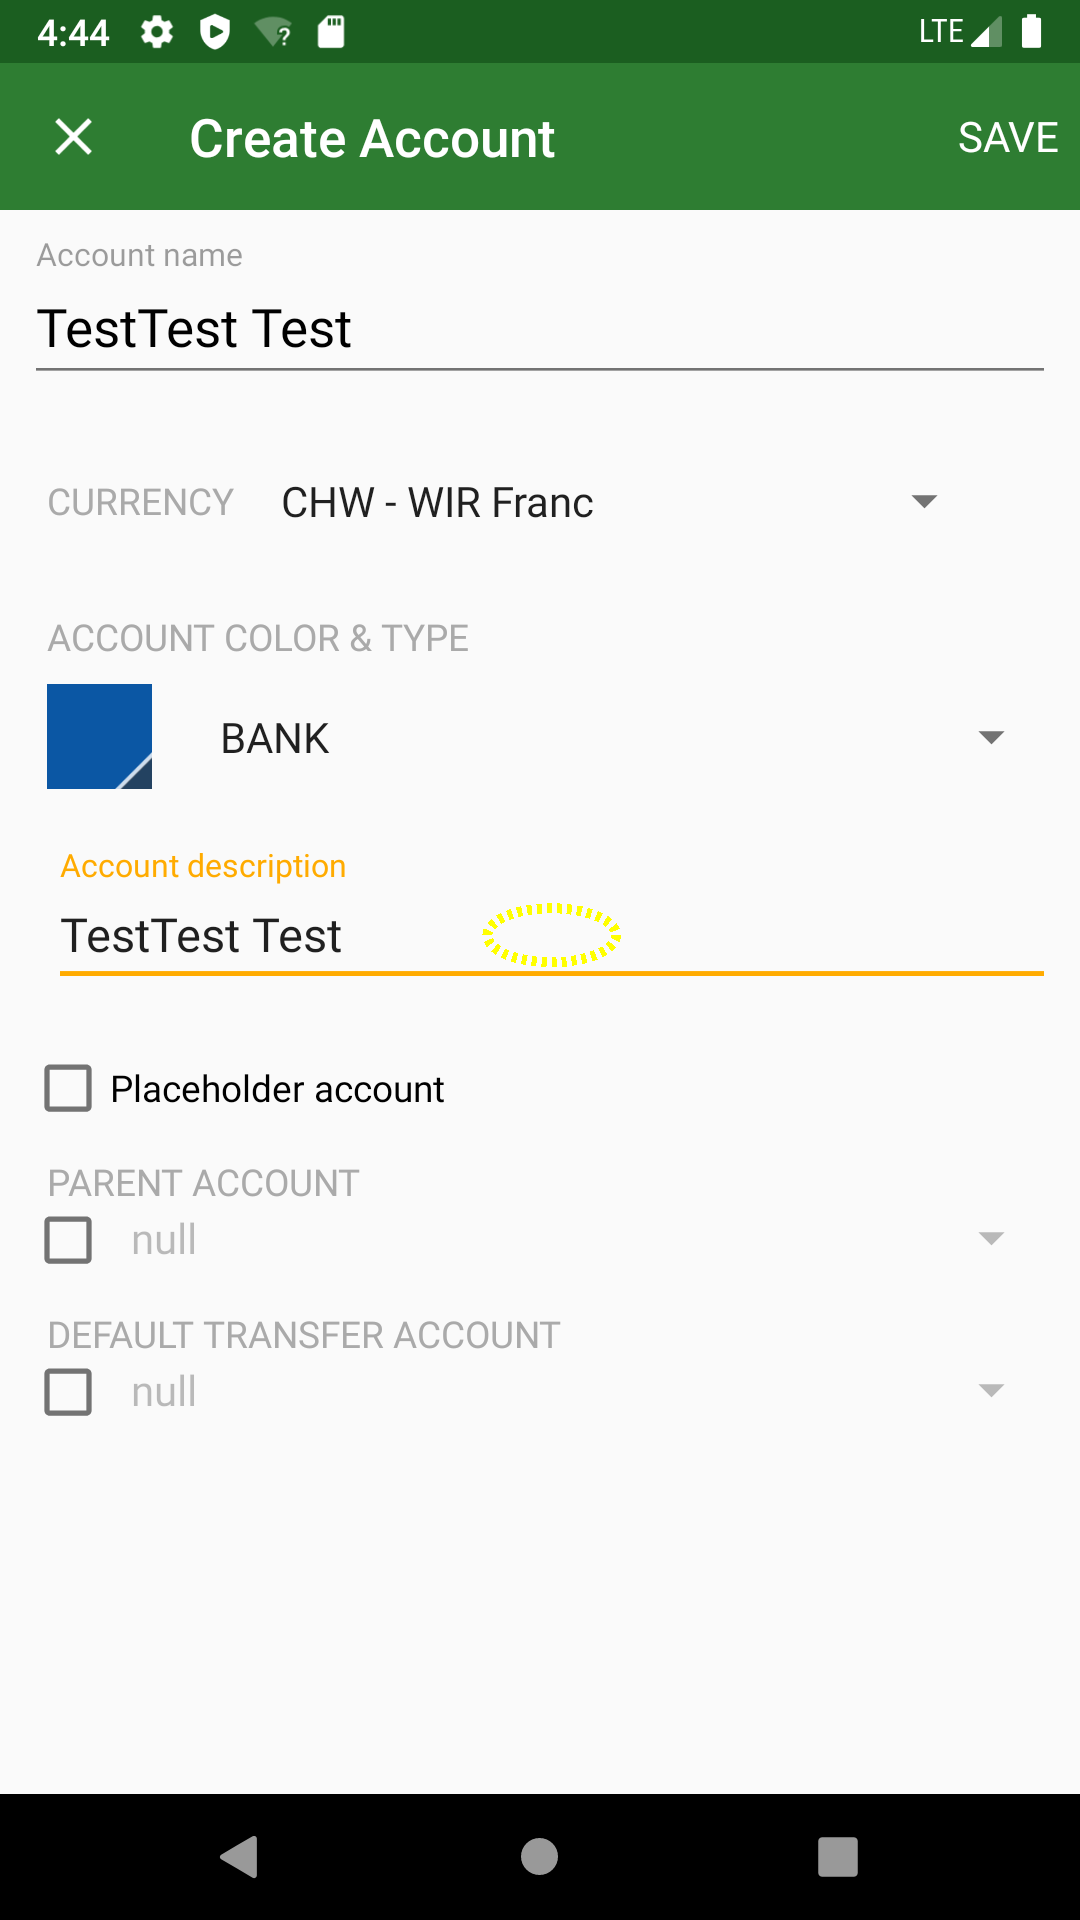 4:44
LTE
Create Account
SAVE
Account name
TestTest Test
CURRENCY CHW - WIR Franc
ACCOUNT COLOR & TYPE
BANK
Account description
TestTest Test
Placeholder account
PARENT ACCOUNT
null
DEFAULT TRANSFER ACCOUNT
null